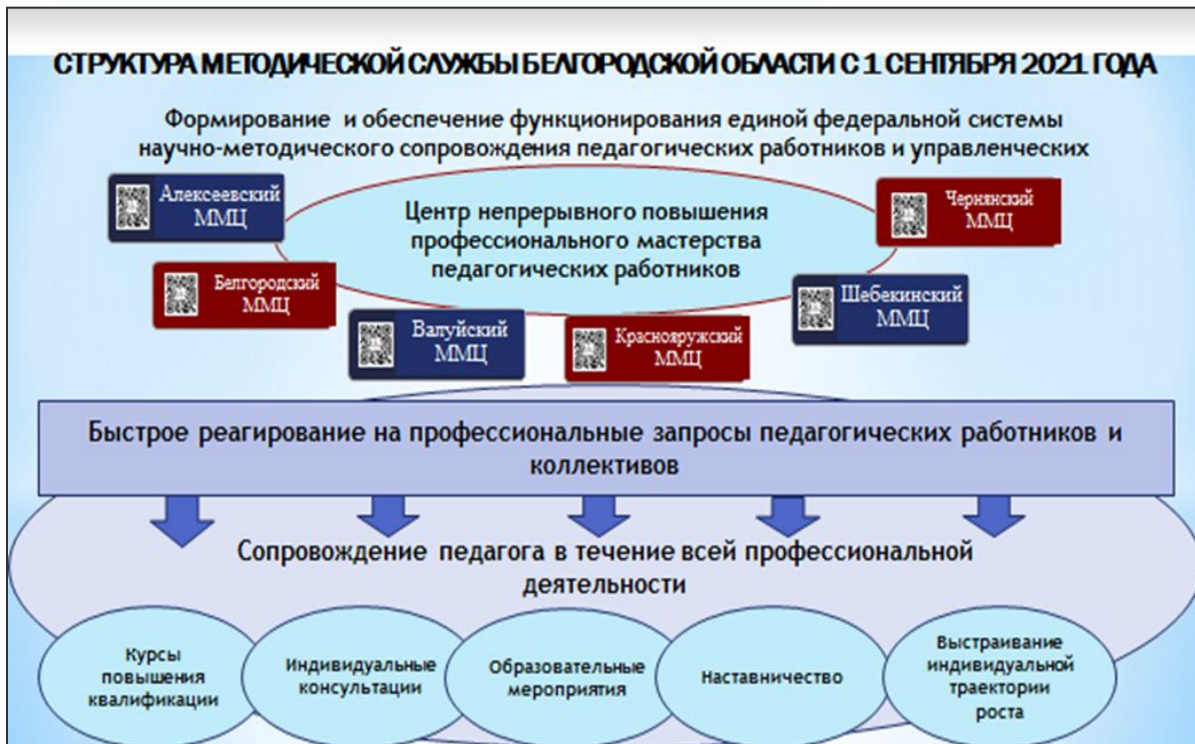 СТРУКТУРА МЕТОДИЧЕСКОЙ СЛУЖБЫ БЕЛГОРОДСКОЙ ОБЛАСТИ С 1 СЕНТЯБРЯ 2021 ГОДА
Формирование и обеспечение функционирования единой федеральной системы
научно-методического сопровождения педагогических работников и управленческих
Алексеевский
ММЦ
Центр непрерывного повышения
профессионального мастерства
педагогических работников
Чернянский
ММЦ
Белгородский
ММЦ
Валуйский
ММЦ
Краснояружский
ММЦ
Шебекинский
ММЦ
Быстрое реагирование на профессиональные запросы педагогических работников и
коллективов
Сопровождение педагога в течение всей профессиональной
деятельности
Курсы
повышения
квалификации
Индивидуальные
консультации
Образовательные
мероприятия
Наставничество
Выстраивание
индивидуальной
траектории
роста